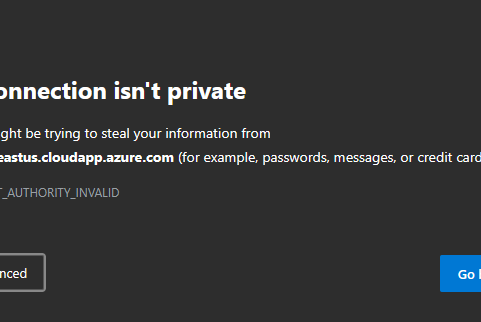 onnection isn't private
ght be trying to steal your information from
eastus.cloudapp.azure.com (for example, passwords, messages, or credit card
T_AUTHORITY_INVALID
nced
Go